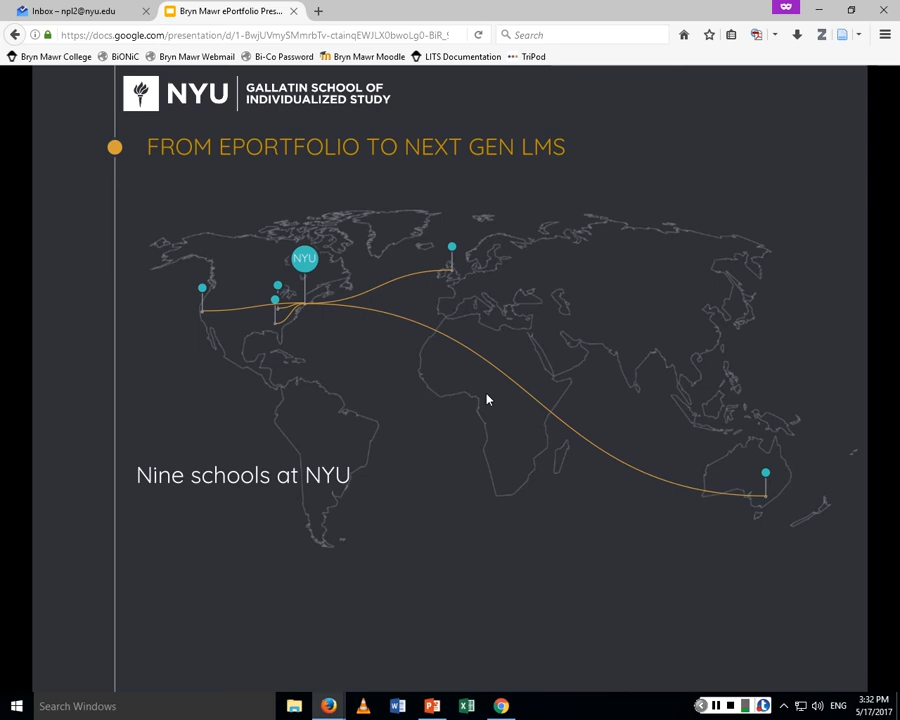 Inbox – npl2@nyu.edu
Bryn Mawr ePortfolio Pres...
https://docs.google.com/presentation/d/1-BwjUVmySMmrbTv-ctainqEWJLX0bwoLg0-BiR_S
Search
Bryn Mawr College
BiONiC
Bryn Mawr Webmail
Bi-Co Password
Bryn Mawr Moodle
LITS Documentation
TriPod
NYU
GALLATIN SCHOOL OF
INDIVIDUALIZED STUDY
FROM EPORTFOLIO TO NEXT GEN LMS
NYU
Nine schools at NYU
Search Windows
ENG
3:32 PM
5/17/2017